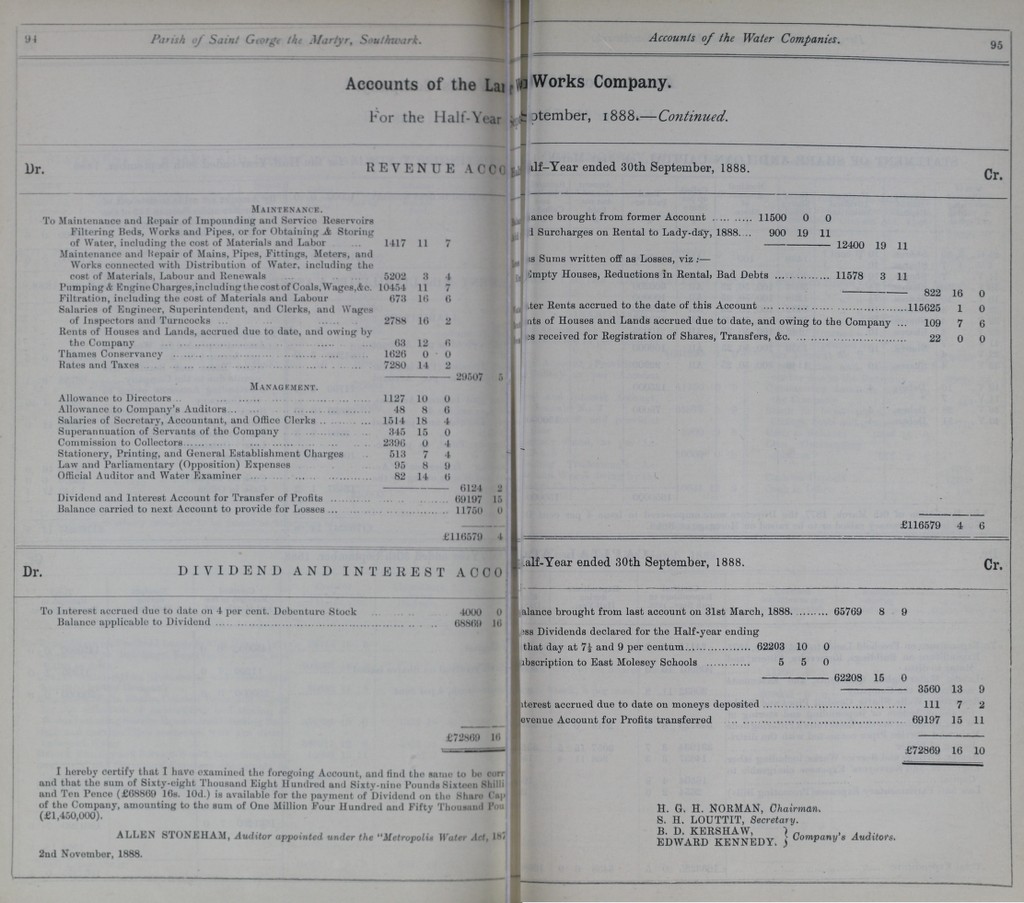 94
Parish of Saint George the Martyr, Southwark.
Accounts of the
For the Half-Year
Dr. REVENUE
MAINTENANCE.
To Maintenance and Repair of Impounding and Service Reservoirs
Filtering Beds, Works and Pipes, or for Obtaining & Storing
of Water, including the cost of Materials and Labor ... 1417 11 7
Maintenance and Repair of Mains, Pipes, Fittings, Meters, and
Works connected with Distribution of Water, including the
cost of Materials, Labour and Renewals ... 5202 3 4
Pumping & Engine Charges, including the cost of Coals, Wages, &c. 10454 11 7
Filtration, including the cost of Materials and Labour 673 16 6
Salaries of Engineer, Superintendent, and Clerks, and Wages
of Inspectors and Turncocks ... 2788 16 2
Rents of Houses and Lands, accrued due to date, and owing by
the Company ... 63 12 6
Thames Conservancy ... 1626 0 0
Rates and Taxes ... 7280 14 2
29507 5
MANAGEMENT.
Allowance to Directors ... 1127 10 0
Allowance to Company's Auditors ... 48 8 6
Salaries of Secretary, Accountant, and Office Clerks ... 1514 18 4
Superannuation of Servants of the Company ... 345 15 0
Commission to Collectors ... 2396 0 4
Stationery, Printing, and General Establishment Charges 513 7 4
Law and Parliamentary (Opposition) Expenses 95 8 9
Official Auditor and Water Examiner ... 82 14 6
6124 2
Dividend and Interest Account for Transfer of Profits ... 69197 15
Balance carried to next Account to provide for Losses ... 11750 0
£116579 4
Dr. DIVIDEND AND INTEREST
To Interest accrued due to date on 4 per cent. Debenture Stock 4000 0
Balance applicable to Dividend ... 68869 16
£72869 16
I hereby certify that I have examined the foregoing Account, and find the same to be
and that the sum of Sixty-eight Thousand Eight Hundred and Sixty-nine Pounds Sixteen
and Ten Pence (£68869 16s. 10d.) is available for the payment of Dividend on the Share
of the Company, amounting to the sum of One Million Four Hundred and Fifty Thousand
(£1,450,000).
ALLEN STONEHAM, Auditor appointed under the "Metropolis Water Act,
2nd November, 1888.
Accounts of the Water Companies.
95
Works Company.
ptember, 1888.—Continued.
alf-Year ended 30th September, 1888. Cr.
ance brought from former Account ... 11500 0 0
d Surcharges on Rental to Lady-day, 1888... 900 19 11
12400 19 11
Sums written off as Losses, viz:—
Empty Houses, Reductions in Rental, Bad Debts ... 11578 3 11
822 16 0
ter Rents accrued to the date of this Account ... 115625 1 0
nts of Houses and Lands accrued due to date, and owing to the Company ... 109 7 6
es received for Registration of Shares, Transfers, &c. ... 22 0 0
£116579 4 6
alf-Year ended 30th September, 1888. Cr.
alance brought from last account on 31st March, 1888. ... 65769 8 9
ess Dividends declared for the Half-year ending
that day at 7½ and 9 per centum ... 62203 10 0
ubscription to East Molesey Schools ... 5 5 0
62208 15 0
3560 13 9
nterest accrued due to date on moneys deposited ... 111 7 2
evenue Account for Profits transferred ... 69197 15 11
£72869 16 10
H. G. H. NORMAN, Chairman.
S. H. LOUTTIT, Secretary.
B. D. KERSHAW,
EDWARD KENNEDY. } Company's Auditors.